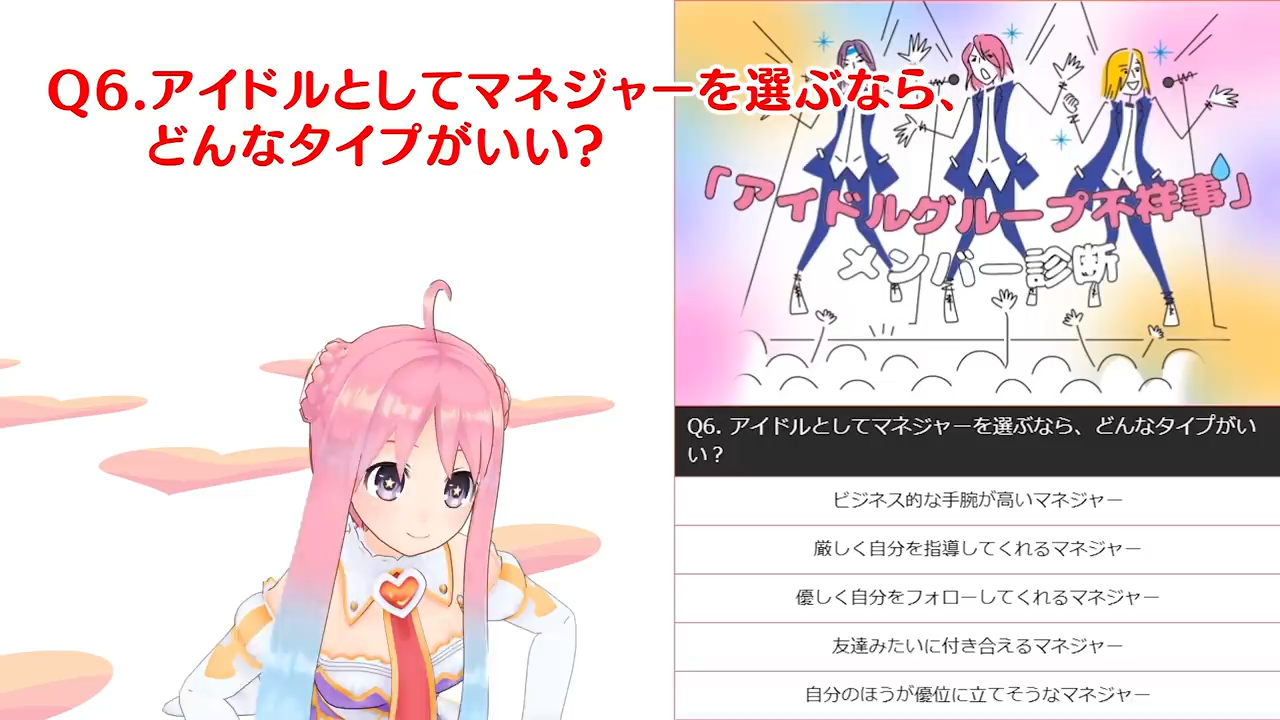 Q6.アイドルとしてマネジャーを選ぶなら、
どんなタイプがいい?
「アイドルグループ不祥事」
メンバー診断
Q6. アイドルとしてマネジャーを選ぶなら、どんなタイプがい
い？
ビジネス的な手腕が高いマネジャー
厳しく自分を指導してくれるマネジャー
優しく自分をフォローしてくれるマネジャー
友達みたいに付き合えるマネジャー
自分のほうが優位に立てそうなマネジャー